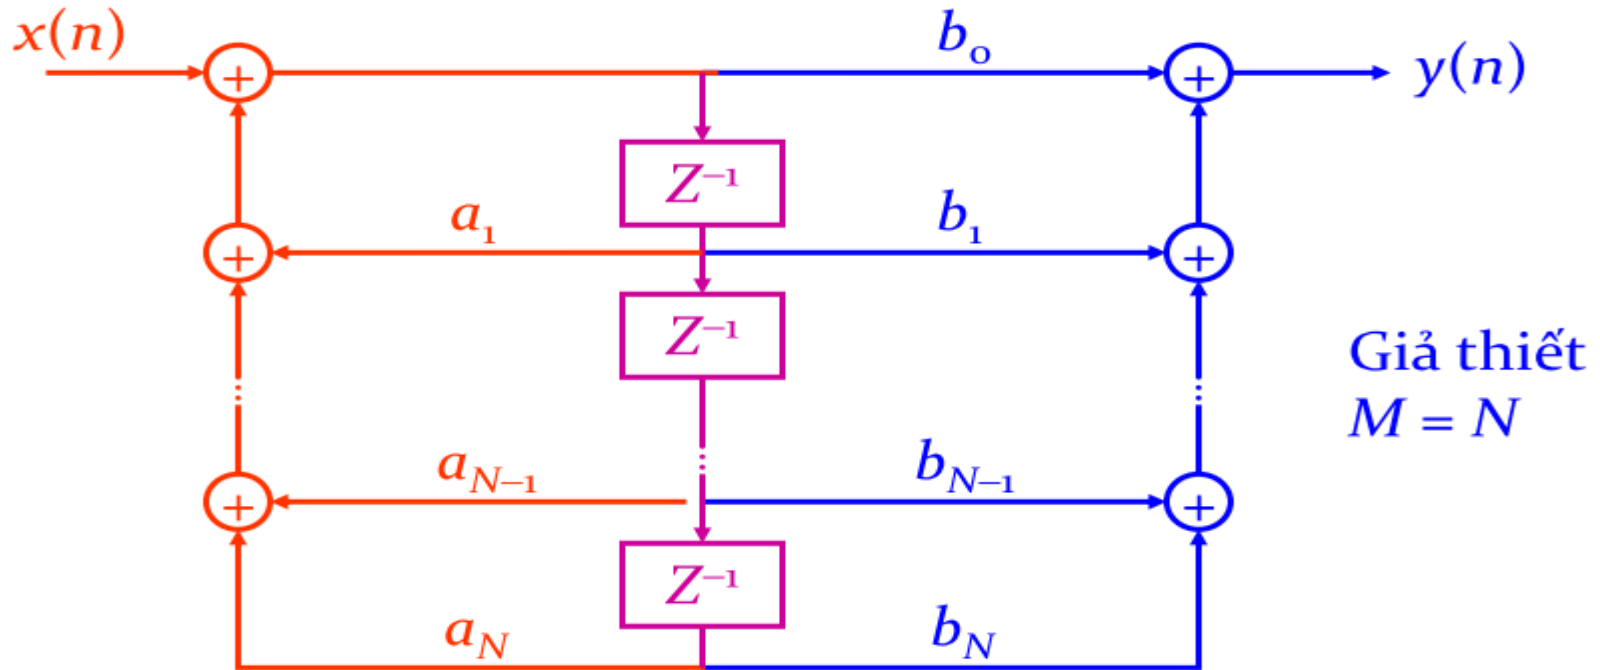 x(n)
b₀
y(n)
+
+
Z⁻¹
a₁
b₁
+
+
Z⁻¹
Giả thiết
M = N
a_{N−1}
b_{N−1}
+
+
Z⁻¹
a_N
b_N